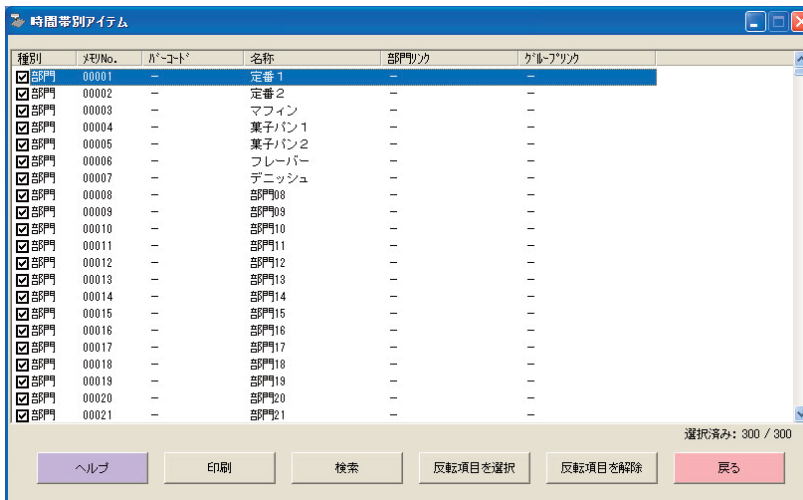 時間帯別アイテム
種別 ﾒﾓﾘNo. ﾊﾞｰｺｰﾄﾞ 名称 部門ﾘﾝｸ ｸﾞﾙｰﾌﾟﾘﾝｸ
部門 00001 － 定番１ － －
部門 00002 － 定番２ － －
部門 00003 － マフィン － －
部門 00004 － 菓子パン１ － －
部門 00005 － 菓子パン２ － －
部門 00006 － フレーバー － －
部門 00007 － デニッシュ － －
部門 00008 － 部門08 － －
部門 00009 － 部門09 － －
部門 00010 － 部門10 － －
部門 00011 － 部門11 － －
部門 00012 － 部門12 － －
部門 00013 － 部門13 － －
部門 00014 － 部門14 － －
部門 00015 － 部門15 － －
部門 00016 － 部門16 － －
部門 00017 － 部門17 － －
部門 00018 － 部門18 － －
部門 00019 － 部門19 － －
部門 00020 － 部門20 － －
部門 00021 － 部門21 － －
選択済み: 300 / 300
ヘルプ 印刷 検索 反転項目を選択 反転項目を解除 戻る